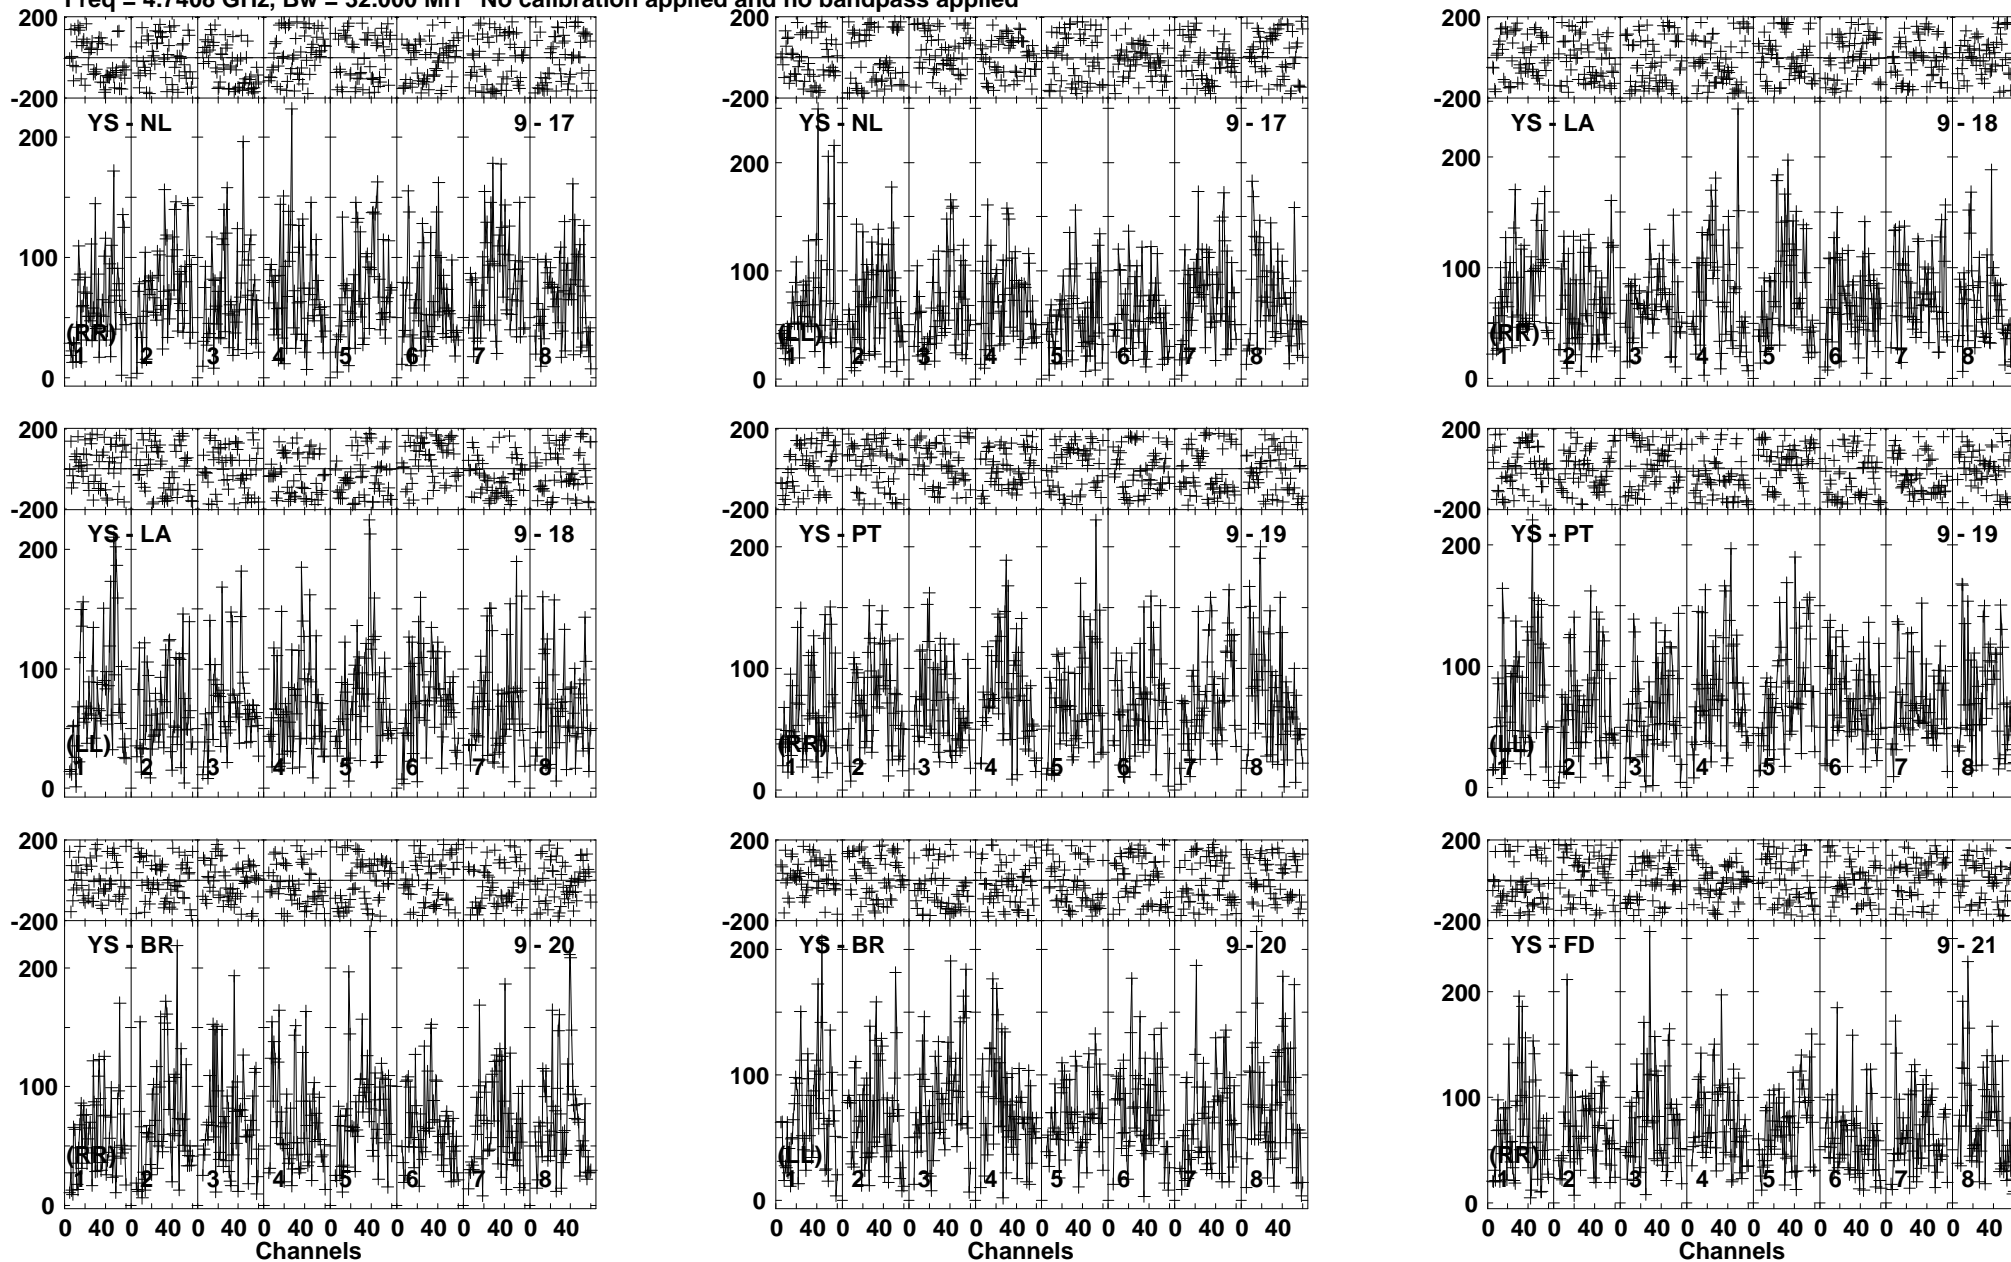 Freq = 4.7408 GHz, Bw = 32.000 MH No calibration applied and no bandpass applied
200 200 200
-200 -200 -200
YS - NL 9 - 17 YS - NL 9 - 17 YS - LA 9 - 18
200 200 200
100 100 100
(RR) (LL) (RR)
1 2 3 4 5 6 7 8 1 2 3 4 5 6 7 8 1 2 3 4 5 6 7 8
0 0 0
200 200 200
-200 -200 -200
YS - LA 9 - 18 YS - PT 9 - 19 YS - PT 9 - 19
200 200 200
100 100 100
(LL) (RR) (LL)
1 2 3 4 5 6 7 8 1 2 3 4 5 6 7 8 1 2 3 4 5 6 7 8
0 0 0
200 200 200
-200 -200 -200
YS - BR 9 - 20 YS - BR 9 - 20 YS - FD 9 - 21
200 200 200
100 100 100
(RR) (LL) (RR)
1 2 3 4 5 6 7 8 1 2 3 4 5 6 7 8 1 2 3 4 5 6 7 8
0 0 0
0 40 0 40 0 40 0 40 0 40 0 40 0 40 0 40 0 40 0 40 0 40 0 40 0 40 0 40 0 40 0 40 0 40 0 40 0 40 0 40 0 40 0 40 0 40 0 40
Channels Channels Channels